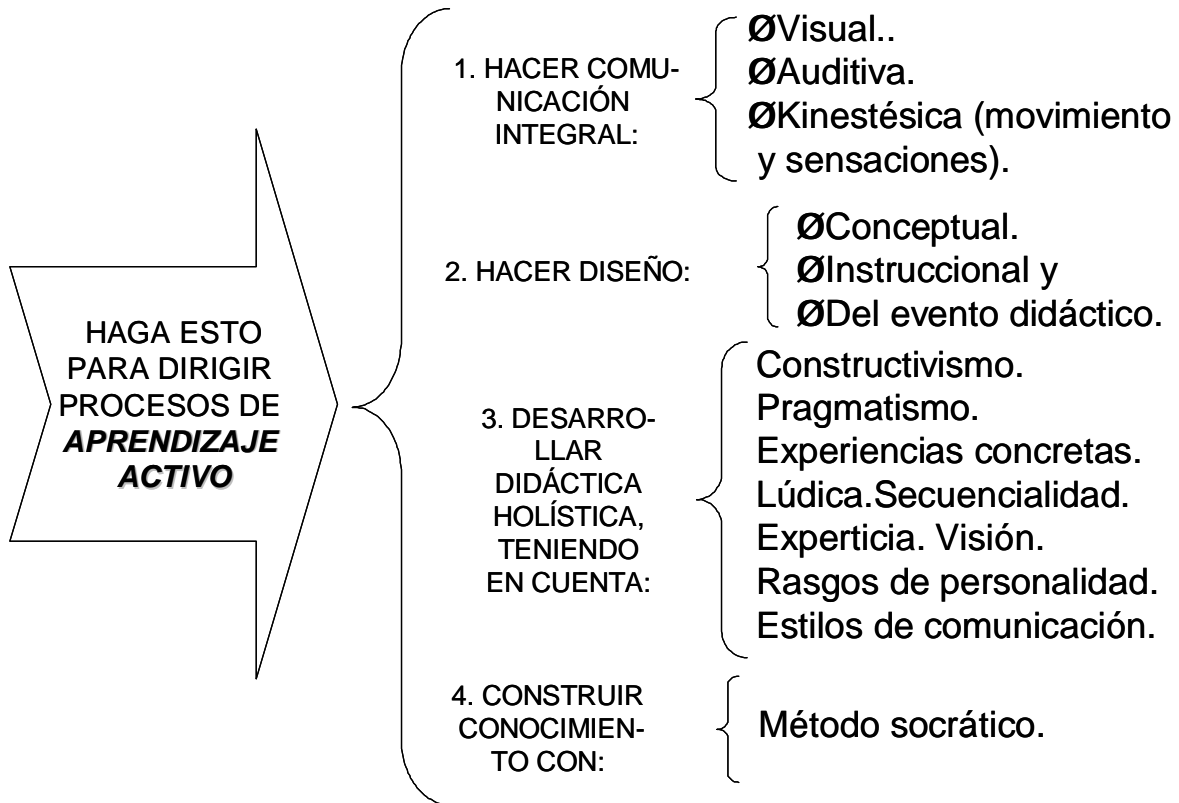 HAGA ESTO
PARA DIRIGIR
PROCESOS DE
APRENDIZAJE
ACTIVO
1. HACER COMU-
NICACIÓN
INTEGRAL:
ØVisual..
ØAuditiva.
ØKinestésica (movimiento
y sensaciones).
2. HACER DISEÑO:
ØConceptual.
ØInstruccional y
ØDel evento didáctico.
3. DESARRO-
LLAR
DIDÁCTICA
HOLÍSTICA,
TENIENDO
EN CUENTA:
Constructivismo.
Pragmatismo.
Experiencias concretas.
Lúdica.Secuencialidad.
Experticia. Visión.
Rasgos de personalidad.
Estilos de comunicación.
4. CONSTRUIR
CONOCIMIEN-
TO CON:
Método socrático.